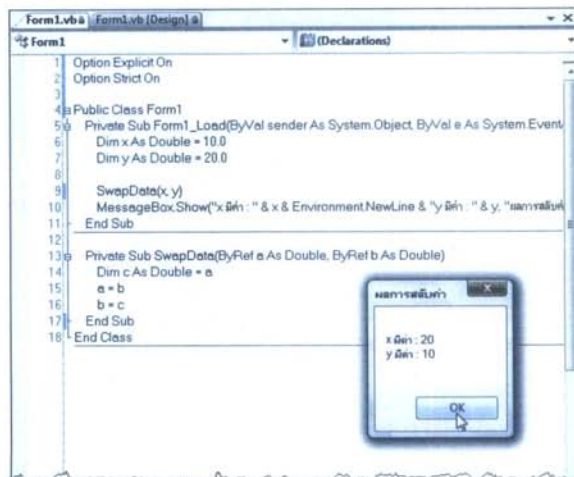 Form1.vb Form1.vb [Design]
Form1 (Declarations)
1 Option Explicit On
2 Option Strict On
3
4 Public Class Form1
5 Private Sub Form1_Load(ByVal sender As System.Object, ByVal e As System.Event
6 Dim x As Double = 10.0
7 Dim y As Double = 20.0
8
9 SwapData(x, y)
10 MessageBox.Show("x มีค่า : " & x & Environment.NewLine & "y มีค่า : " & y, "ผลการสลับค่
11 End Sub
12
13 Private Sub SwapData(ByRef a As Double, ByRef b As Double)
14 Dim c As Double = a
15 a = b
16 b = c
17 End Sub
18 End Class
ผลการสลับค่า
x มีค่า : 20
y มีค่า : 10
OK